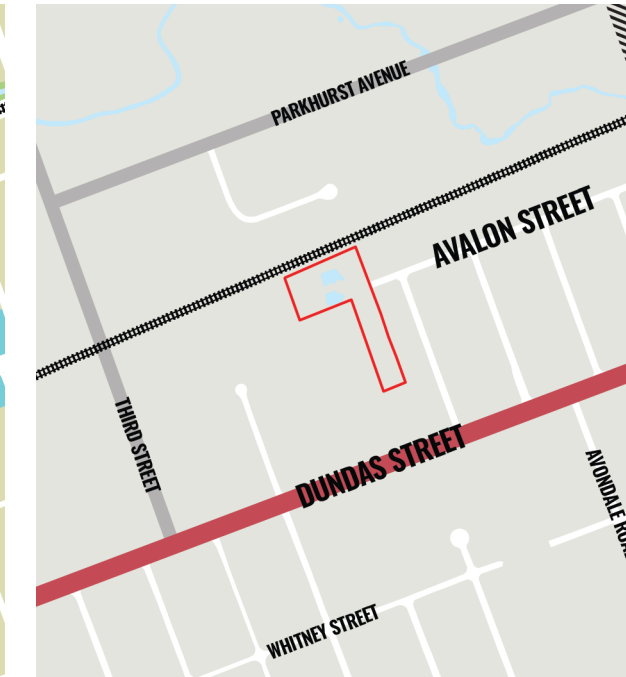 PARKHURST AVENUE
AVALON STREET
THIRD STREET
DUNDAS STREET
AVONDALE
WHITNEY STREET